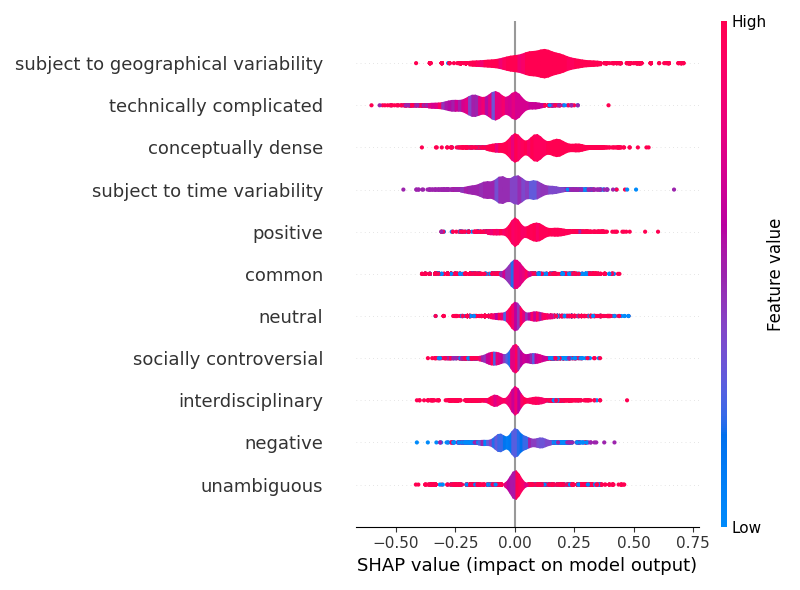 High
subject to geographical variability
technically complicated
conceptually dense
subject to time variability
positive
common
neutral
socially controversial
interdisciplinary
negative
unambiguous
Feature value
Low
−0.50 −0.25 0.00 0.25 0.50 0.75
SHAP value (impact on model output)